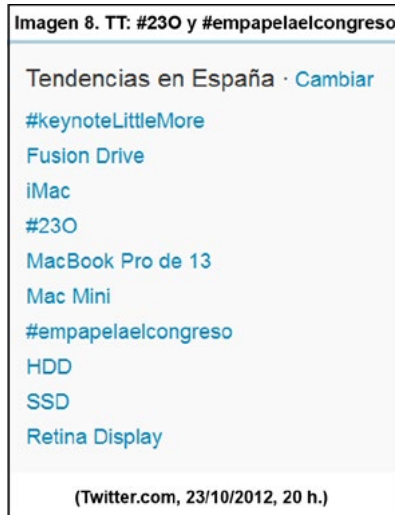 Imagen 8. TT: #23O y #empapelaelcongreso
Tendencias en España · Cambiar
#keynoteLittleMore
Fusion Drive
iMac
#23O
MacBook Pro de 13
Mac Mini
#empapelaelcongreso
HDD
SSD
Retina Display
(Twitter.com, 23/10/2012, 20 h.)